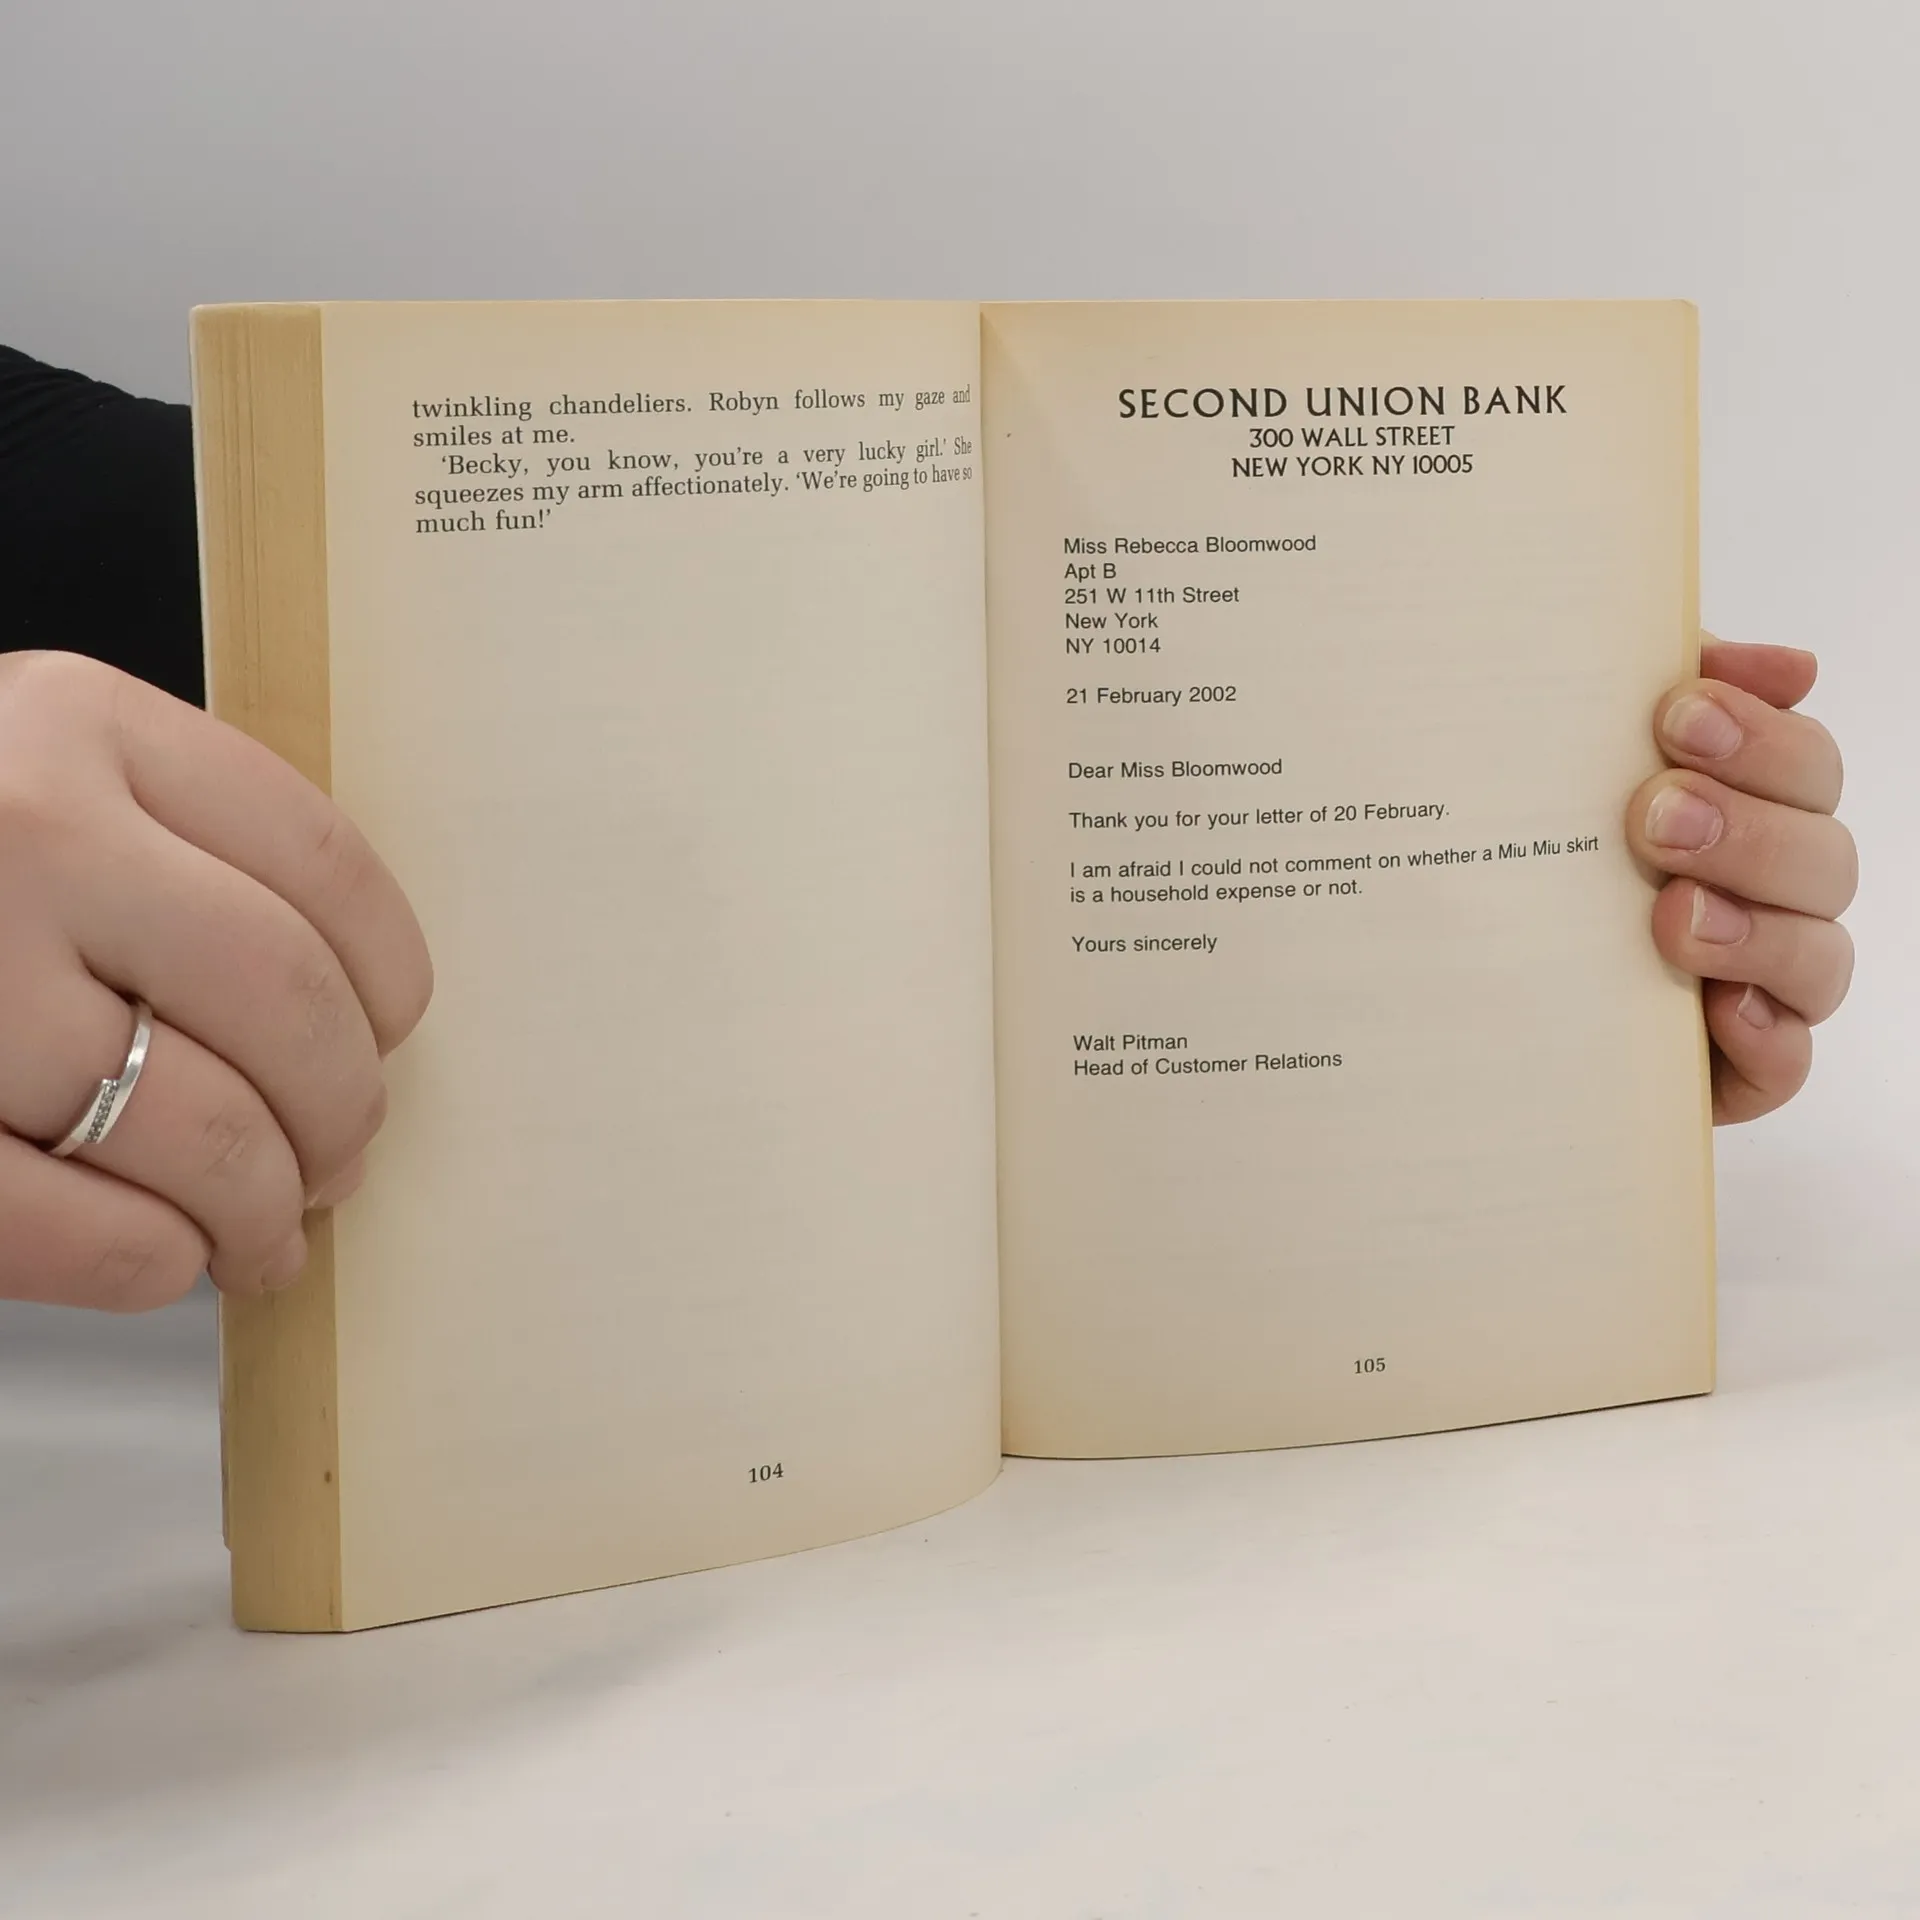 twinkling chandeliers. Robyn follows my gaze and
smiles at me.
‘Becky, you know, you’re a very lucky girl.’ She
squeezes my arm affectionately. ‘We’re going to have so
much fun!’
104
SECOND UNION BANK
300 WALL STREET
NEW YORK NY 10005
Miss Rebecca Bloomwood
Apt B
251 W 11th Street
New York
NY 10014
21 February 2002
Dear Miss Bloomwood
Thank you for your letter of 20 February.
I am afraid I could not comment on whether a Miu Miu skirt
is a household expense or not.
Yours sincerely
Walt Pitman
Head of Customer Relations
105